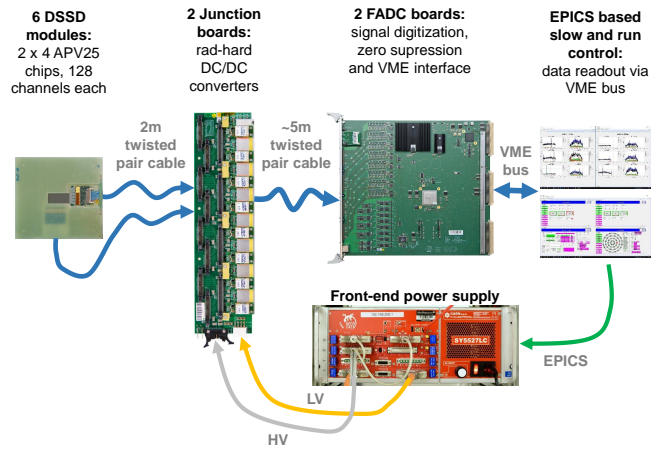 6 DSSD
modules:
2 x 4 APV25
chips, 128
channels each
2 Junction
boards:
rad-hard
DC/DC
converters
2 FADC boards:
signal digitization,
zero supression
and VME interface
EPICS based
slow and run
control:
data readout via
VME bus
2m
twisted
pair cable
~5m
twisted
pair cable
VME
bus
Front-end power supply
SY5527LC
EPICS
LV
HV